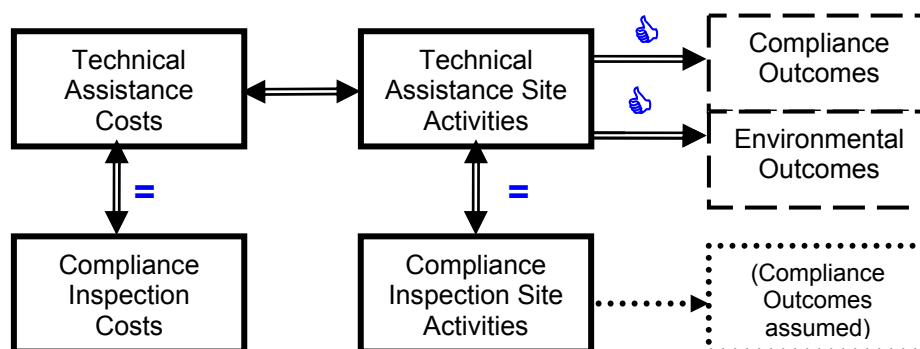 Technical
Assistance
Costs
Technical
Assistance Site
Activities
Compliance
Outcomes
Environmental
Outcomes
=
=
Compliance
Inspection
Costs
Compliance
Inspection Site
Activities
(Compliance
Outcomes
assumed)